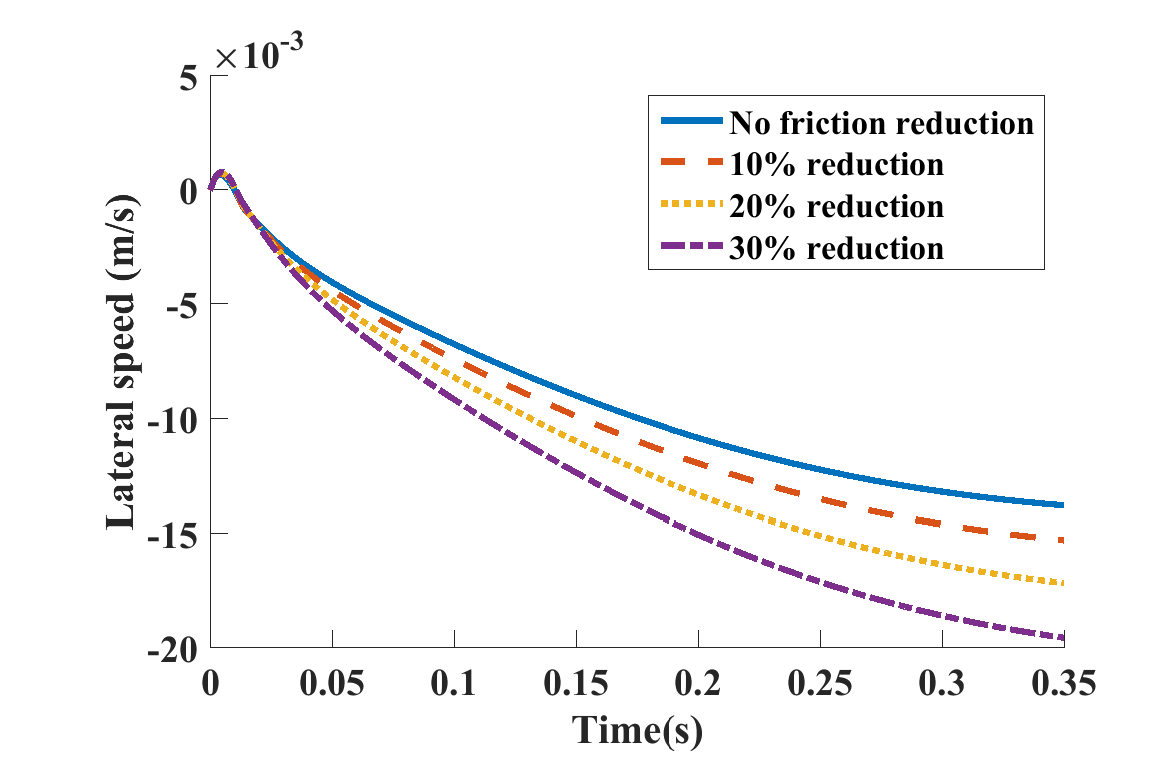 ×10-3
5
0
-5
-10
-15
-20
Lateral speed (m/s)
No friction reduction
10% reduction
20% reduction
30% reduction
0 0.05 0.1 0.15 0.2 0.25 0.3 0.35
Time(s)